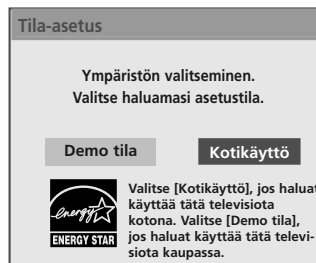 Tila-asetus
Ympäristön valitseminen.
Valitse haluamasi asetustila.
Demo tila
Kotikäyttö
energy
ENERGY STAR
Valitse [Kotikäyttö], jos haluat
käyttää tätä televisiota
kotona. Valitse [Demo tila],
jos haluat käyttää tätä televi-
siota kaupassa.